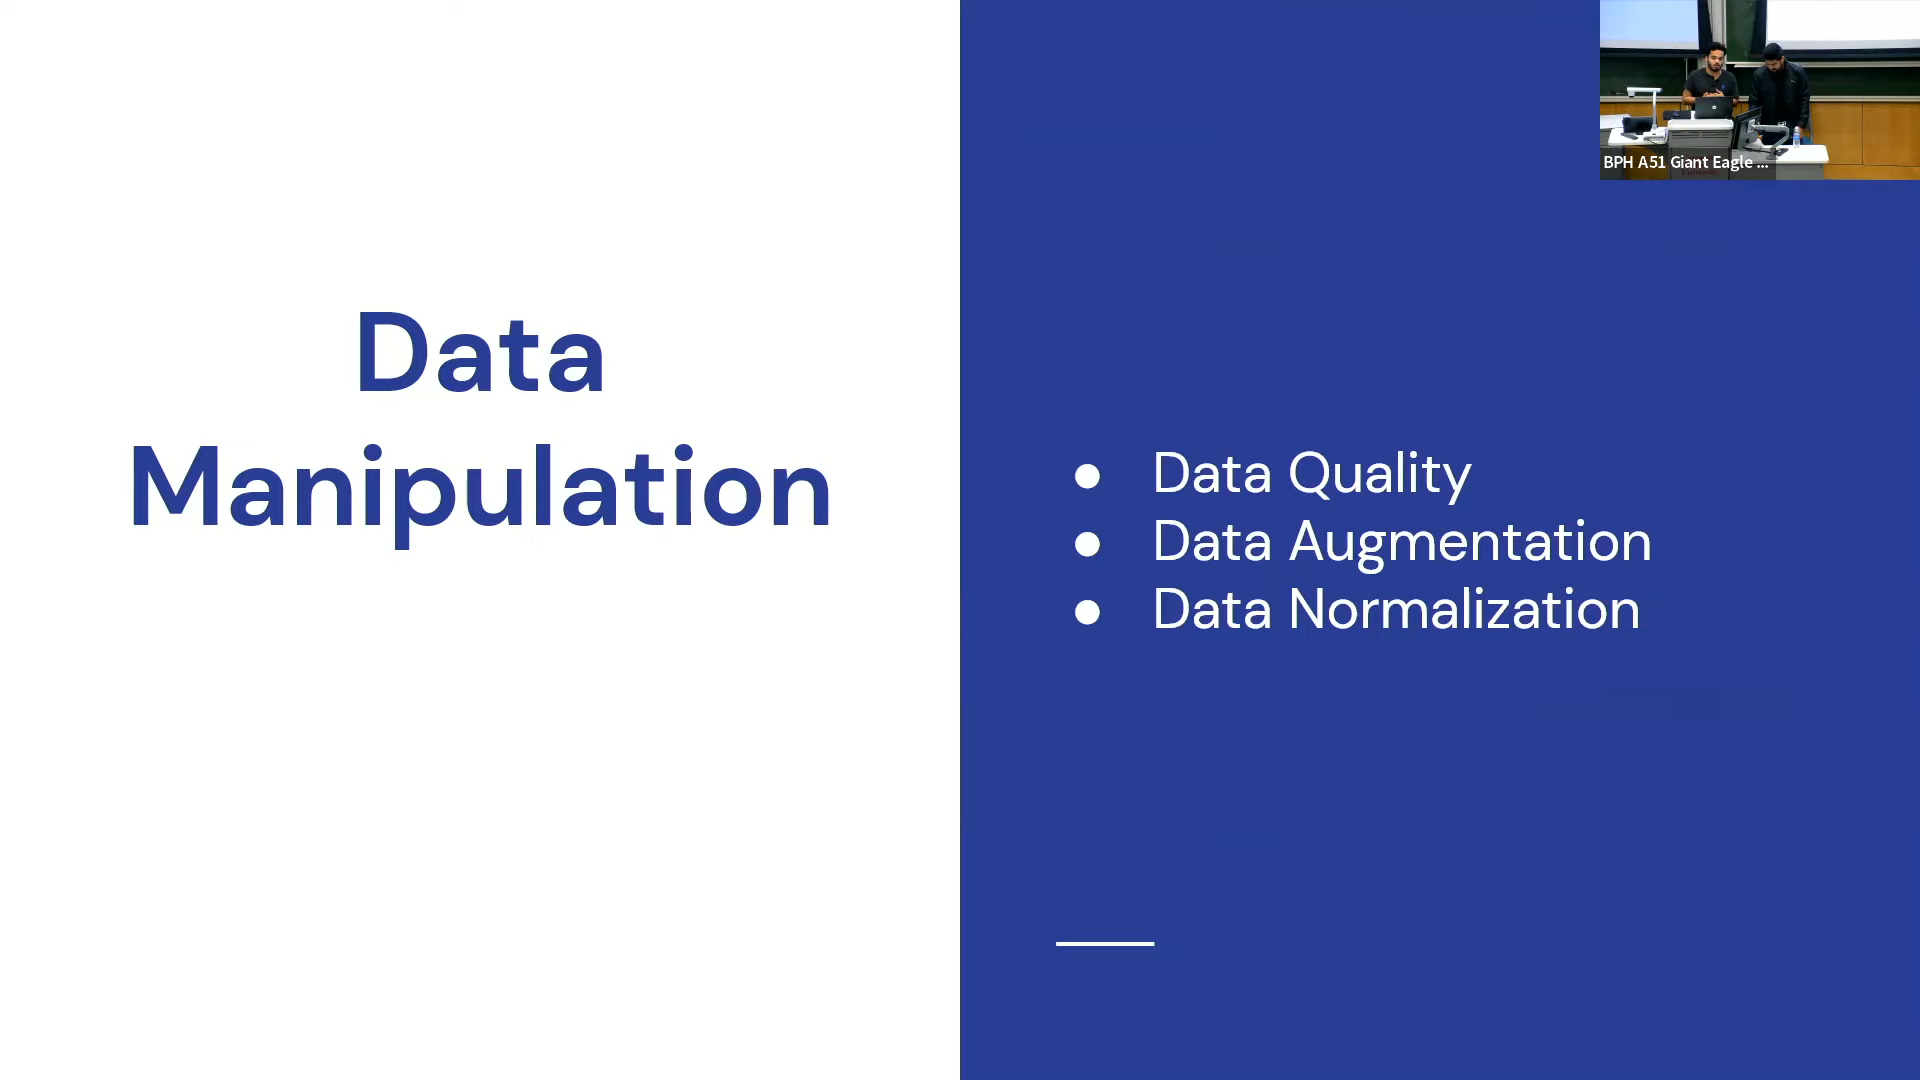 Data
Manipulation
● Data Quality
● Data Augmentation
● Data Normalization
BPH A51 Giant Eagle ...